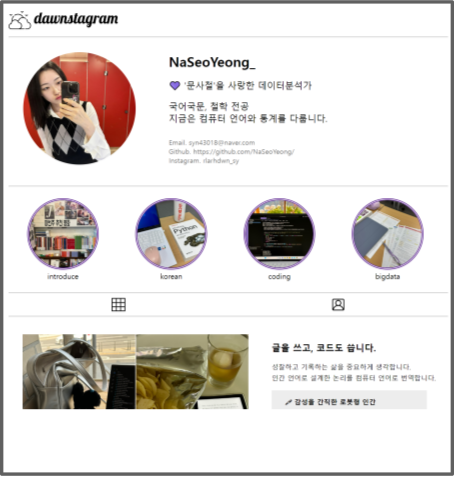 dawnstagram
NaSeoYeong_
'문사철'을 사랑한 데이터분석가
국어국문, 철학 전공
지금은 컴퓨터 언어와 통계를 다룹니다.
Email. syn43018@naver.com
Github. https://github.com/NaSeoYeong/
Instagram. rlarhdwn_sy
Python
introduce
korean
coding
bigdata
글을 쓰고, 코드도 씁니다.
성찰하고 기록하는 삶을 중요하게 생각합니다.
인간 언어로 설계한 논리를 컴퓨터 언어로 번역합니다.
감성을 간직한 로봇형 인간